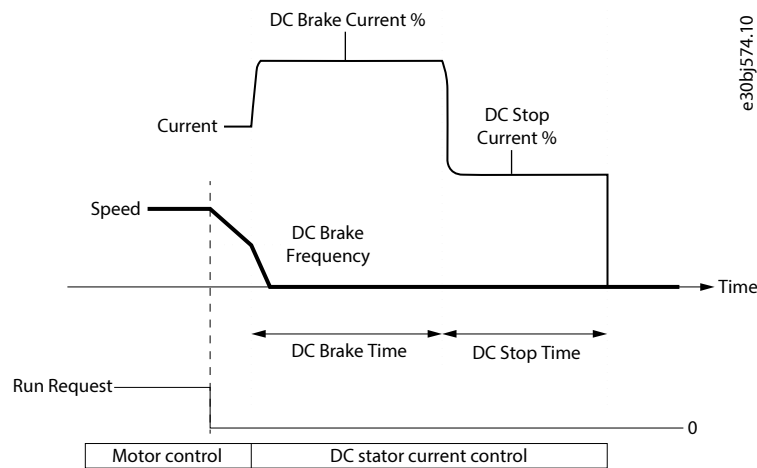 DC Brake Current %
e30bj574.10
Current
DC Stop
Current %
Speed
DC Brake
Frequency
Time
DC Brake Time
DC Stop Time
Run Request
0
Motor control
DC stator current control